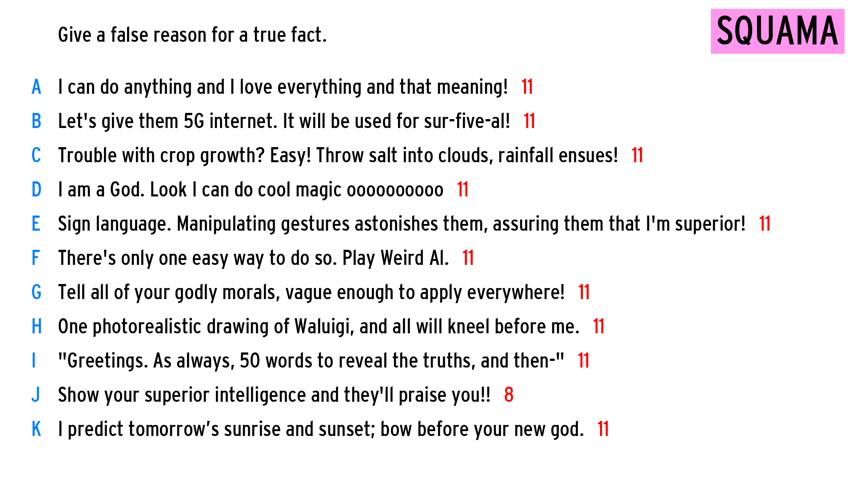 Give a false reason for a true fact.
SQUAMA
A I can do anything and I love everything and that meaning! 11
B Let's give them 5G internet. It will be used for sur-five-al! 11
C Trouble with crop growth? Easy! Throw salt into clouds, rainfall ensues! 11
D I am a God. Look I can do cool magic oooooooooo 11
E Sign language. Manipulating gestures astonishes them, assuring them that I'm superior! 11
F There's only one easy way to do so. Play Weird Al. 11
G Tell all of your godly morals, vague enough to apply everywhere! 11
H One photorealistic drawing of Waluigi, and all will kneel before me. 11
I "Greetings. As always, 50 words to reveal the truths, and then-" 11
J Show your superior intelligence and they'll praise you!! 8
K I predict tomorrow’s sunrise and sunset; bow before your new god. 11